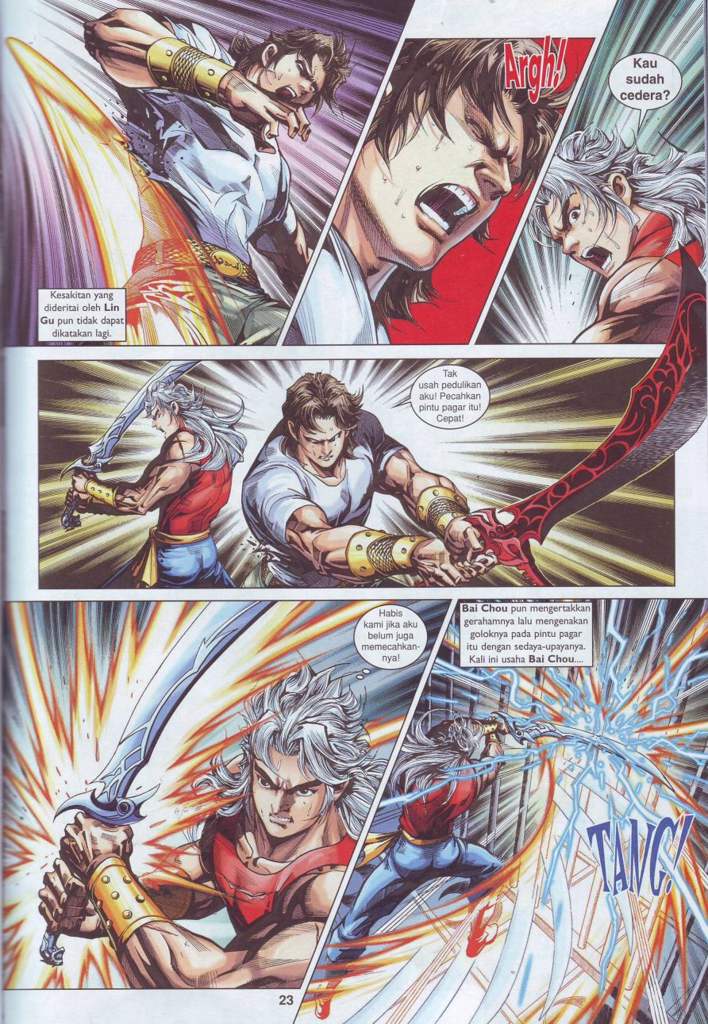 Kesakitan yang
dideritai oleh Lin
Gu pun tidak dapat
dikatakan lagi.
Argh!
Kau
sudah
cedera?
Tak
usah pedulikan
aku! Pecahkan
pintu pagar itu!
Cepat!
Habis
kami jika aku
belum juga
memecahkan-
nya!
Bai Chou pun mengertakkan
gerahamnya lalu mengenakan
goloknya pada pintu pagar
itu dengan sedaya-upayanya.
Kali ini usaha Bai Chou....
TANG!
23